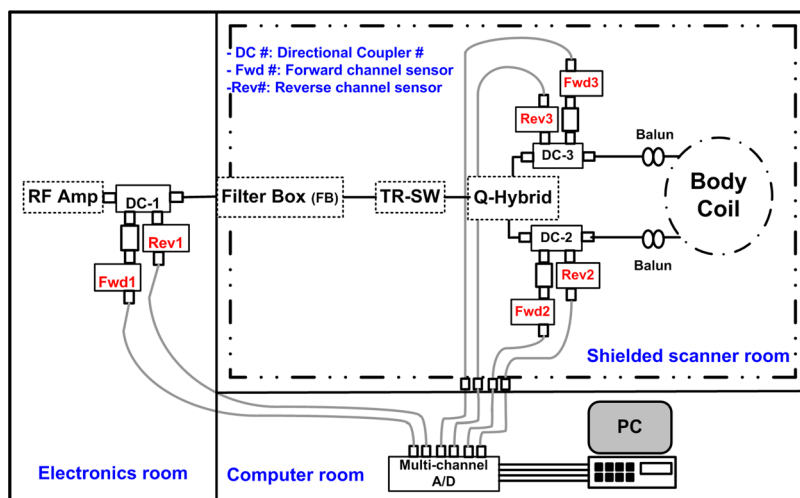 - DC #: Directional Coupler #
- Fwd #: Forward channel sensor
-Rev#: Reverse channel sensor
Fwd3
Rev3
DC-3
Balun
RF Amp
DC-1
Filter Box (FB)
TR-SW
Q-Hybrid
Body
Coil
Rev1
Fwd1
DC-2
Balun
Rev2
Fwd2
Shielded scanner room
PC
Multi-channel
A/D
Electronics room
Computer room